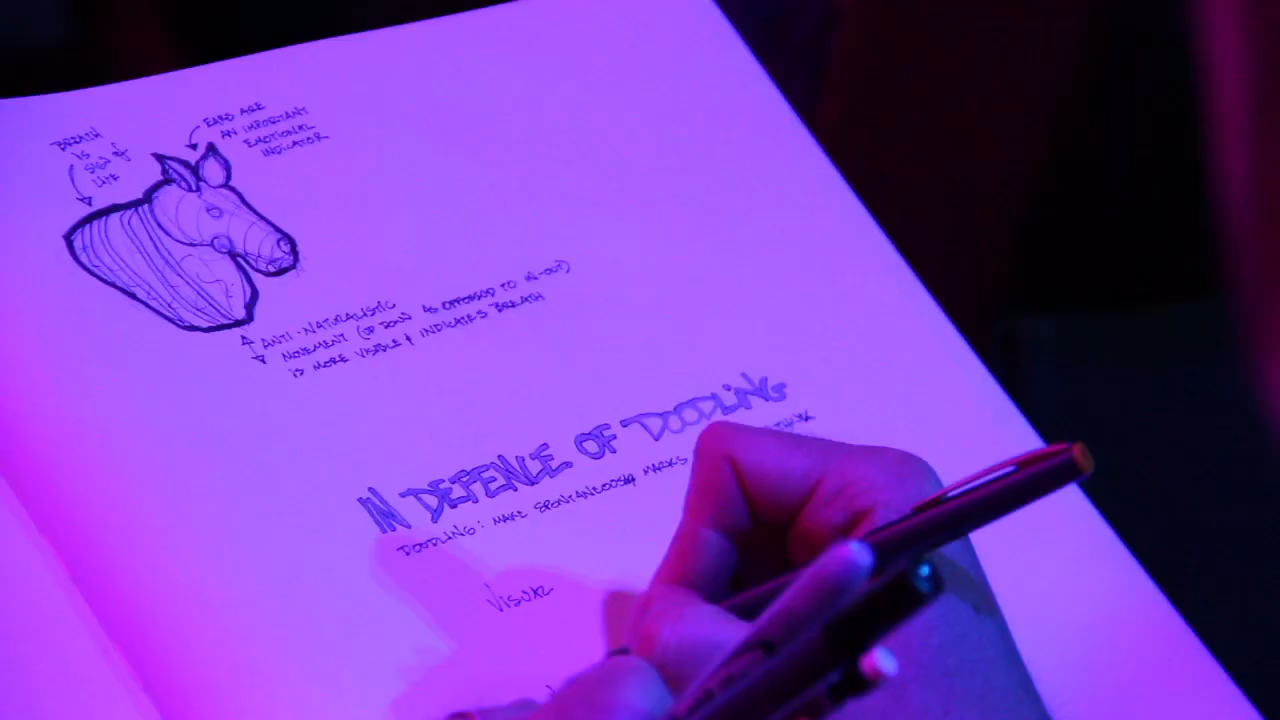 BREATH
IS
SIGN of
LIFE
EARS ARE
AN IMPORTANT
EMOTIONAL
INDICATOR
ANTI-NATURALISTIC
MOVEMENT (UP DOWN AS OPPOSED TO IN-OUT)
IS MORE VISIBLE & INDICATES BREATH
IN DEFENCE OF DOODLING
DOODLING: MAKE SPONTANEOUS MARKS
VISUAL